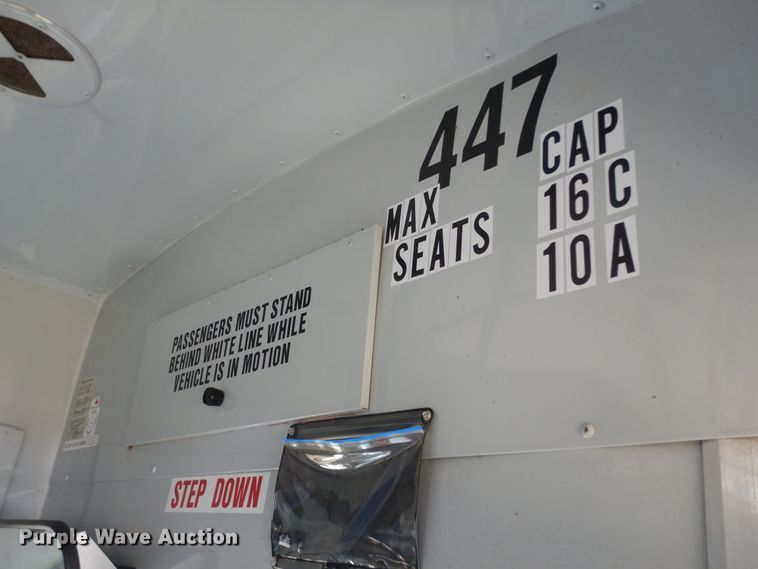 447
MAX
SEATS
CAP
16 C
10 A
PASSENGERS MUST STAND
BEHIND WHITE LINE WHILE
VEHICLE IS IN MOTION
STEP DOWN
Purple Wave Auction